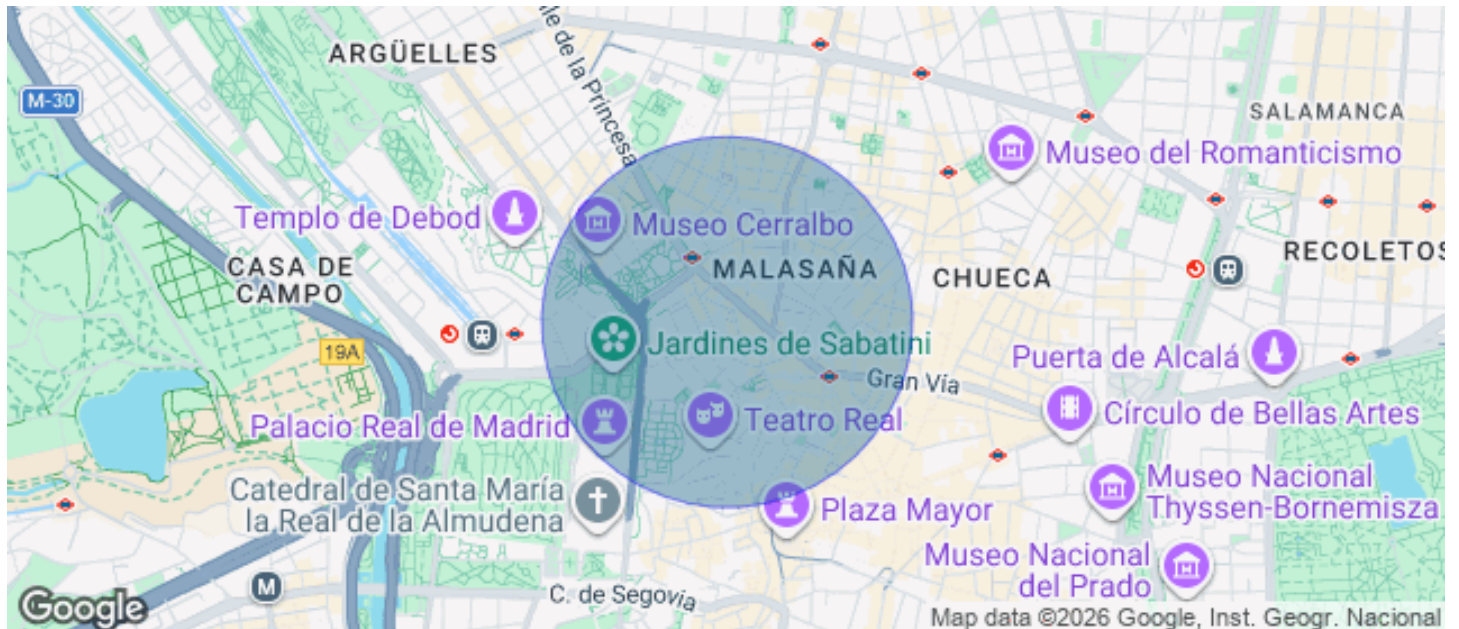 ARGÜELLES
le de la Princesa
M-30
SALAMANCA
Museo del Romanticismo
Templo de Debod
Museo Cerralbo
RECOLETOS
CASA DE
CAMPO
MALASAÑA
CHUECA
19A
Jardines de Sabatini
Puerta de Alcalá
Gran Vía
Palacio Real de Madrid
Teatro Real
Círculo de Bellas Artes
Catedral de Santa María
la Real de la Almudena
Plaza Mayor
Museo Nacional
Thyssen-Bornemisza
Museo Nacional
del Prado
M
C. de Segovia
Google
Map data ©2026 Google, Inst. Geogr. Nacional